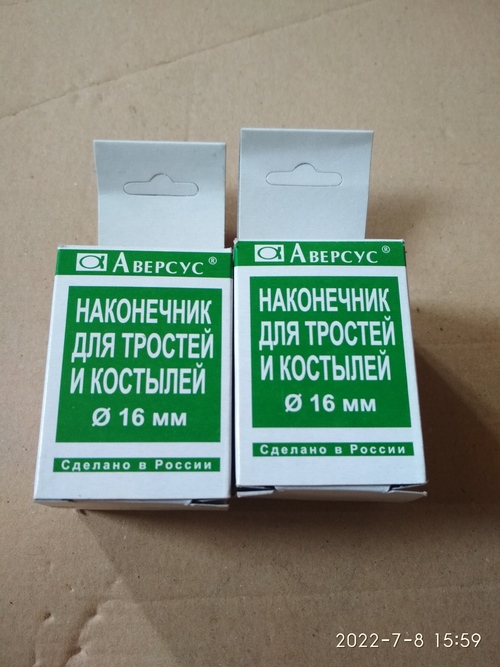 АВЕРСУС®
НАКОНЕЧНИК
ДЛЯ ТРОСТЕЙ
И КОСТЫЛЕЙ
Ø 16 мм
Сделано в России
АВЕРСУС®
НАКОНЕЧНИК
ДЛЯ ТРОСТЕЙ
И КОСТЫЛЕЙ
Ø 16 мм
Сделано в России
2022-7-8 15:59